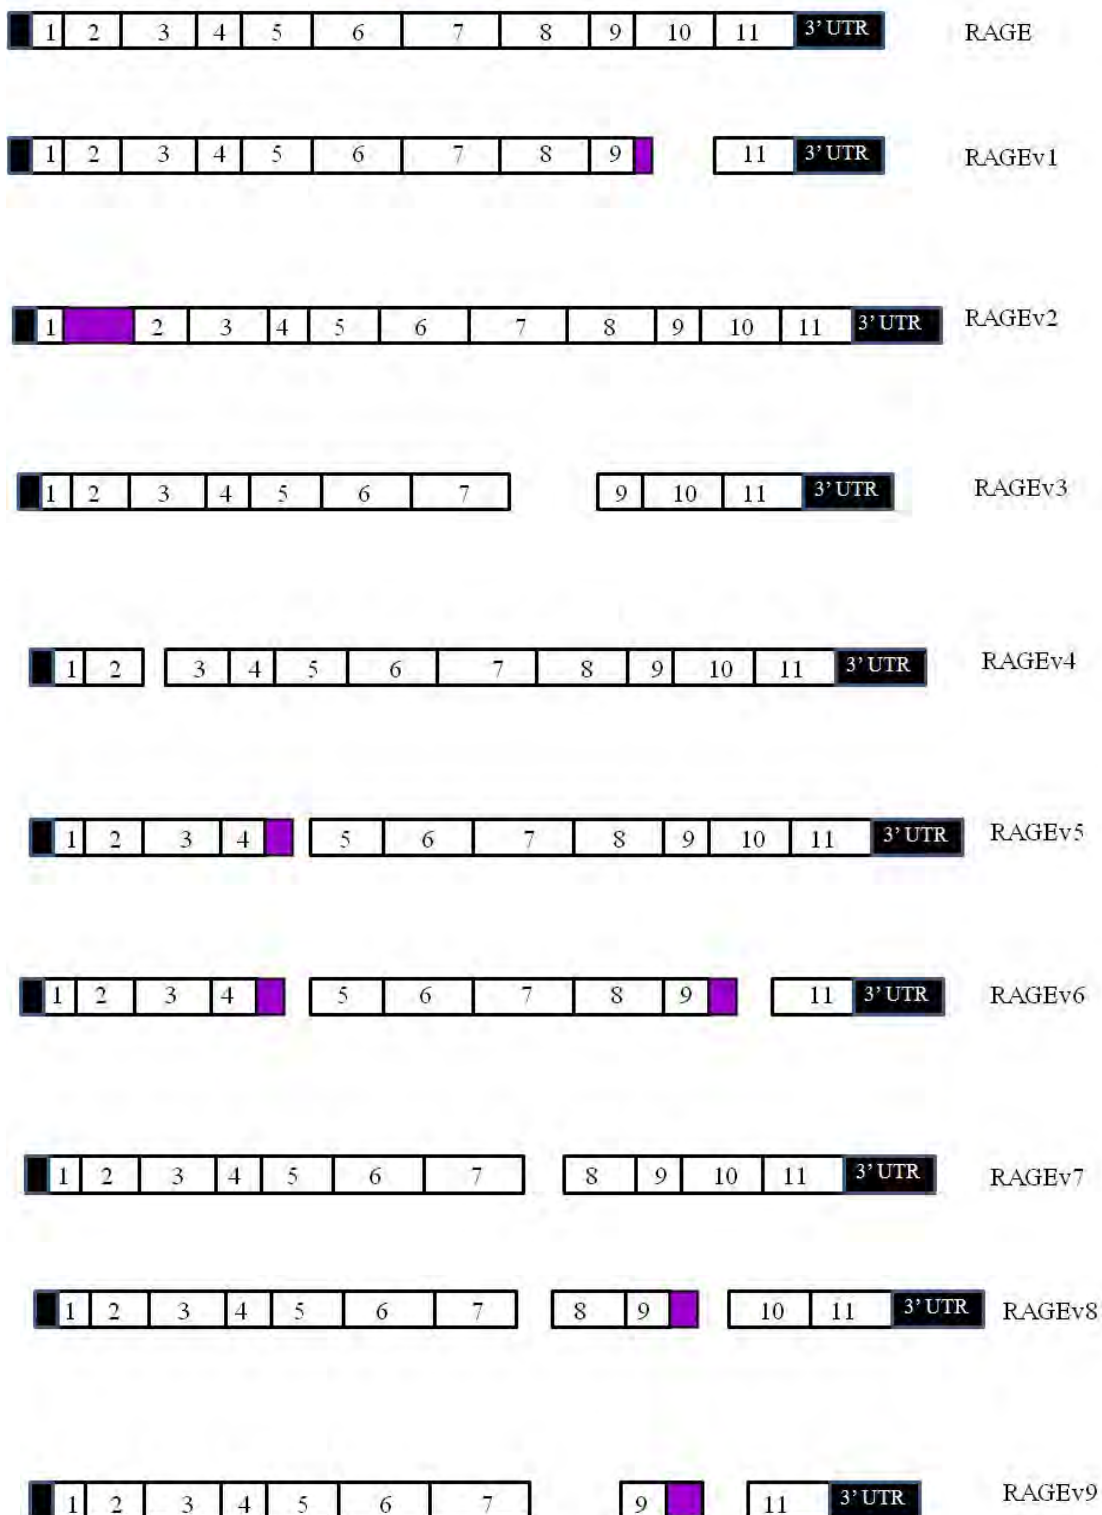 1 2 3 4 5 6 7 8 9 10 11 3’ UTR RAGE
1 2 3 4 5 6 7 8 9 11 3’ UTR RAGEv1
1 2 3 4 5 6 7 8 9 10 11 3’ UTR RAGEv2
1 2 3 4 5 6 7 9 10 11 3’ UTR RAGEv3
1 2 3 4 5 6 7 8 9 10 11 3’ UTR RAGEv4
1 2 3 4 5 6 7 8 9 10 11 3’ UTR RAGEv5
1 2 3 4 5 6 7 8 9 11 3’ UTR RAGEv6
1 2 3 4 5 6 7 8 9 10 11 3’ UTR RAGEv7
1 2 3 4 5 6 7 8 9 10 11 3’ UTR RAGEv8
1 2 3 4 5 6 7 9 11 3’ UTR RAGEv9